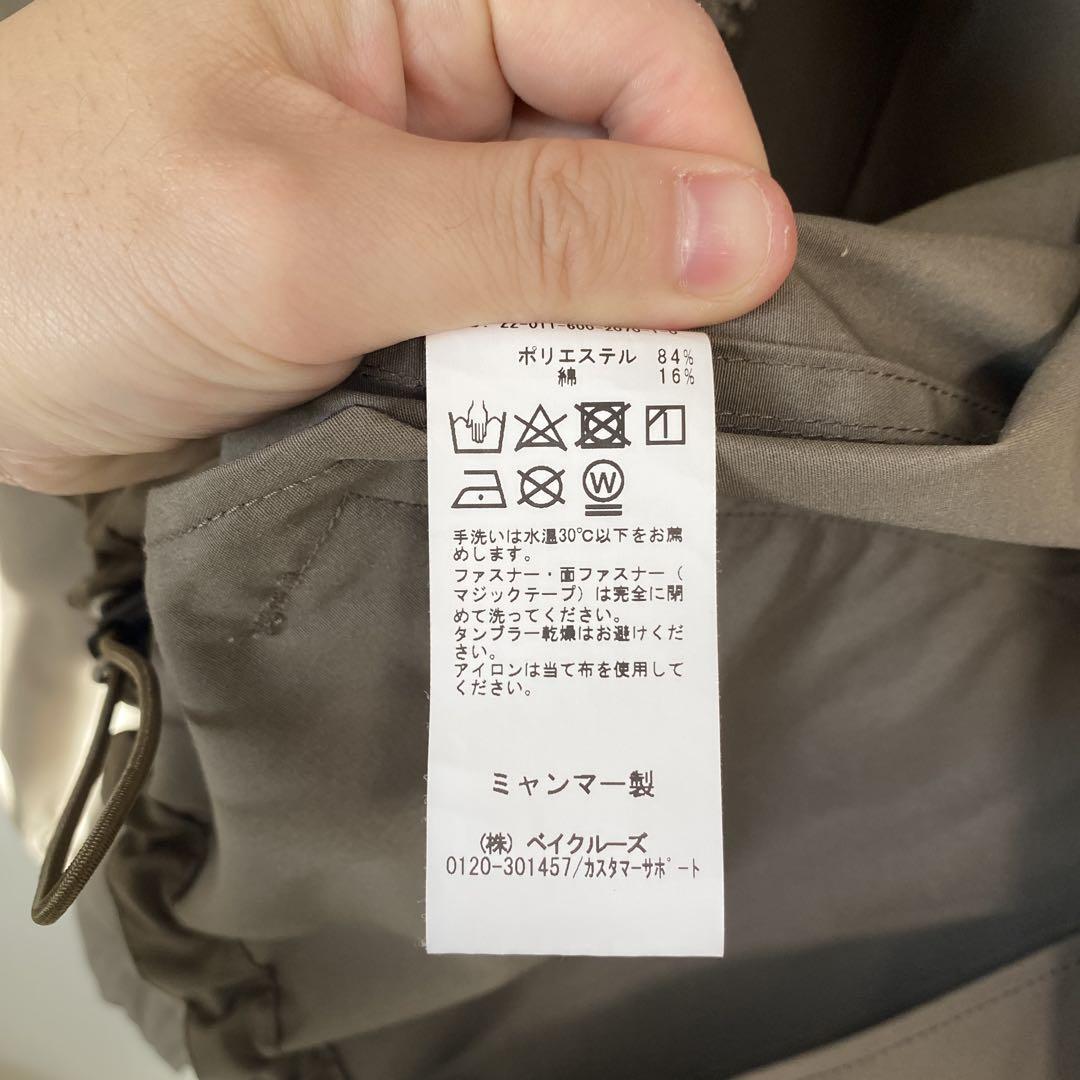 ポリエステル 84%
綿 16%
W
手洗いは水温30℃以下をお薦
めします。
ファスナー・面ファスナー(
マジックテープ)は完全に閉
めて洗ってください。
タンブラー乾燥はお避けくだ
さい。
アイロンは当て布を使用して
ください。
ミャンマー製
(株) ベイクルーズ
0120-301457/カスタマーサポート